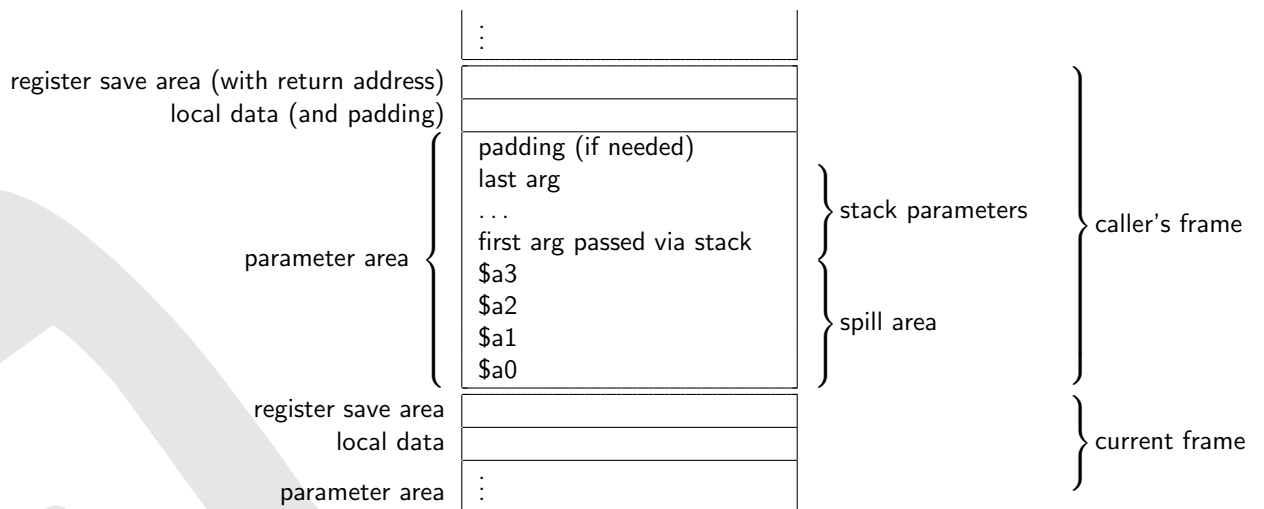 ⋮
register save area (with return address)
local data (and padding)
padding (if needed)
last arg
. . .
stack parameters
first arg passed via stack
caller's frame
parameter area
$a3
$a2
spill area
$a1
$a0
register save area
local data
current frame
parameter area
⋮